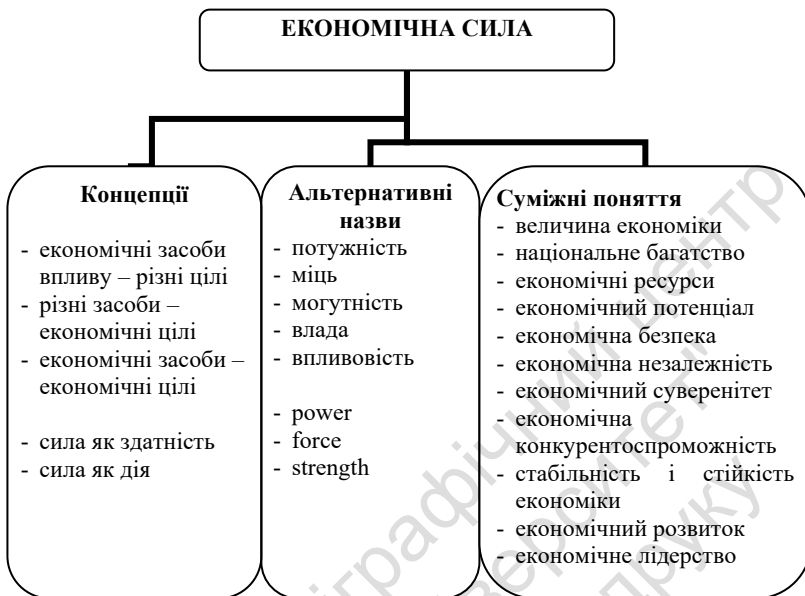 ЕКОНОМІЧНА СИЛА
Концепції
- економічні засоби
впливу – різні цілі
- різні засоби –
економічні цілі
- економічні засоби –
економічні цілі
- сила як здатність
- сила як дія
Альтернативні
назви
- потужність
- міць
- могутність
- влада
- впливовість
- power
- force
- strength
Суміжні поняття
- величина економіки
- національне багатство
- економічні ресурси
- економічний потенціал
- економічна безпека
- економічна незалежність
- економічний суверенітет
- економічна
конкурентоспроможність
- стабільність і стійкість
економіки
- економічний розвиток
- економічне лідерство
центр
друку